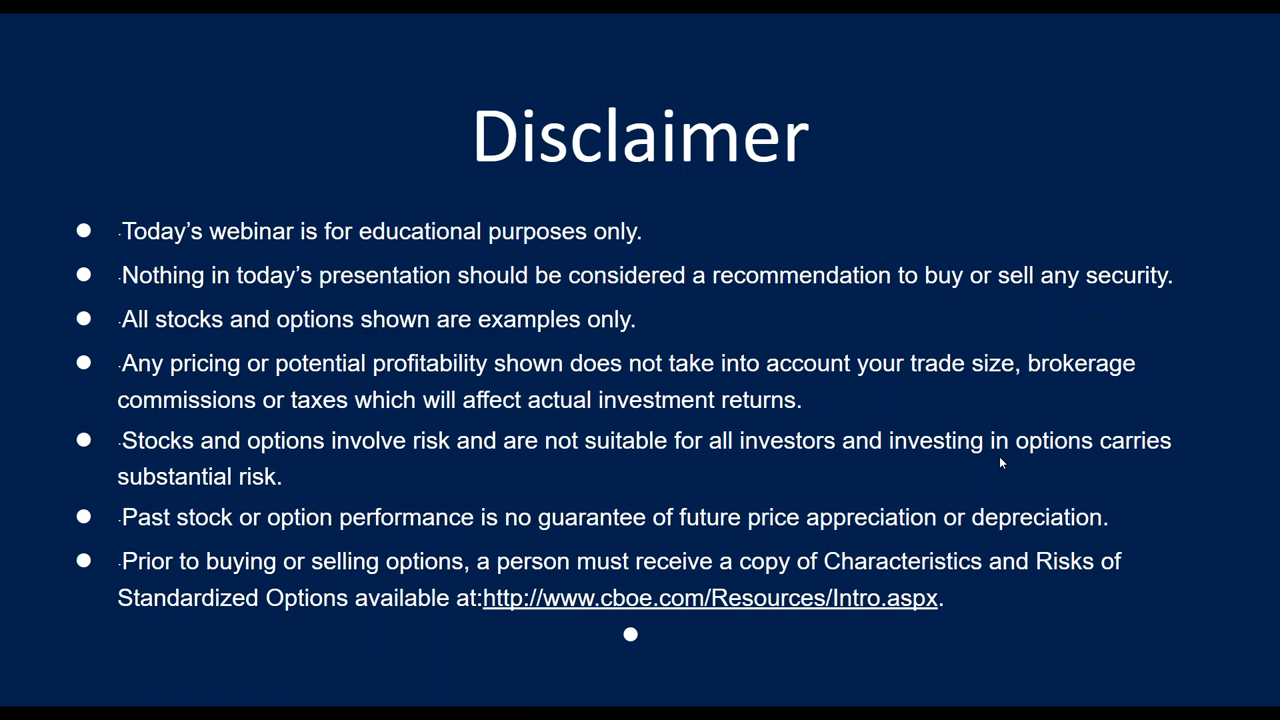 Disclaimer
● ·Today’s webinar is for educational purposes only.
● ·Nothing in today’s presentation should be considered a recommendation to buy or sell any security.
● ·All stocks and options shown are examples only.
● ·Any pricing or potential profitability shown does not take into account your trade size, brokerage
commissions or taxes which will affect actual investment returns.
● ·Stocks and options involve risk and are not suitable for all investors and investing in options carries
substantial risk.
● ·Past stock or option performance is no guarantee of future price appreciation or depreciation.
● ·Prior to buying or selling options, a person must receive a copy of Characteristics and Risks of
Standardized Options available at:http://www.cboe.com/Resources/Intro.aspx.
●